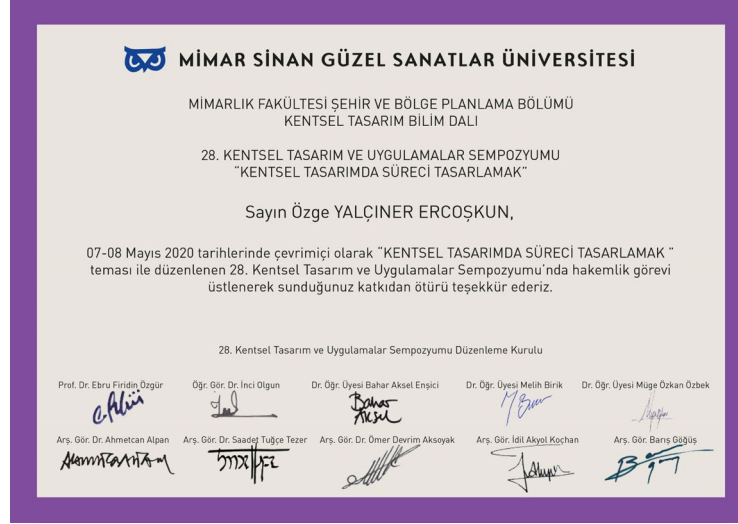 MİMAR SİNAN GÜZEL SANATLAR ÜNİVERSİTESİ
MİMARLIK FAKÜLTESİ ŞEHİR VE BÖLGE PLANLAMA BÖLÜMÜ
KENTSEL TASARIM BİLİM DALI
28. KENTSEL TASARIM VE UYGULAMALAR SEMPOZYUMU
“KENTSEL TASARIMDA SÜRECİ TASARLAMAK”
Sayın Özge YALÇINER ERCOŞKUN,
07-08 Mayıs 2020 tarihlerinde çevrimiçi olarak “KENTSEL TASARIMDA SÜRECİ TASARLAMAK ”
teması ile düzenlenen 28. Kentsel Tasarım ve Uygulamalar Sempozyumu’nda hakemlik görevi
üstlenerek sunduğunuz katkıdan ötürü teşekkür ederiz.
28. Kentsel Tasarım ve Uygulamalar Sempozyumu Düzenleme Kurulu
Prof. Dr. Ebru Firidin Özgür Öğr. Gör. Dr. İnci Olgun Dr. Öğr. Üyesi Bahar Aksel Enşici Dr. Öğr. Üyesi Melih Birik Dr. Öğr. Üyesi Müge Özkan Özbek
Bahar
Aksel
Arş. Gör. Dr. Ahmetcan Alpan Arş. Gör. Dr. Saadet Tuğçe Tezer Arş. Gör. Dr. Ömer Devrim Aksoyak Arş. Gör. İdil Akyol Koçhan Arş. Gör. Barış Göğüş